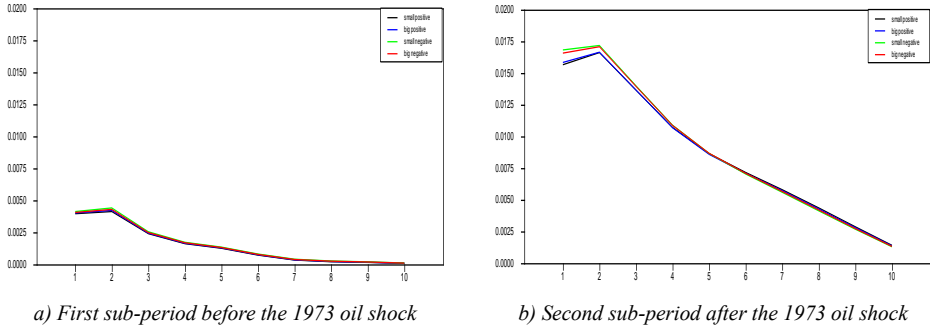 0.0200
0.0175
0.0150
0.0125
0.0100
0.0075
0.0050
0.0025
0.0000
1 2 3 4 5 6 7 8 9 10
small positive
big positive
small negative
big negative
a) First sub-period before the 1973 oil shock
0.0200
0.0175
0.0150
0.0125
0.0100
0.0075
0.0050
0.0025
0.0000
1 2 3 4 5 6 7 8 9 10
small positive
big positive
small negative
big negative
b) Second sub-period after the 1973 oil shock